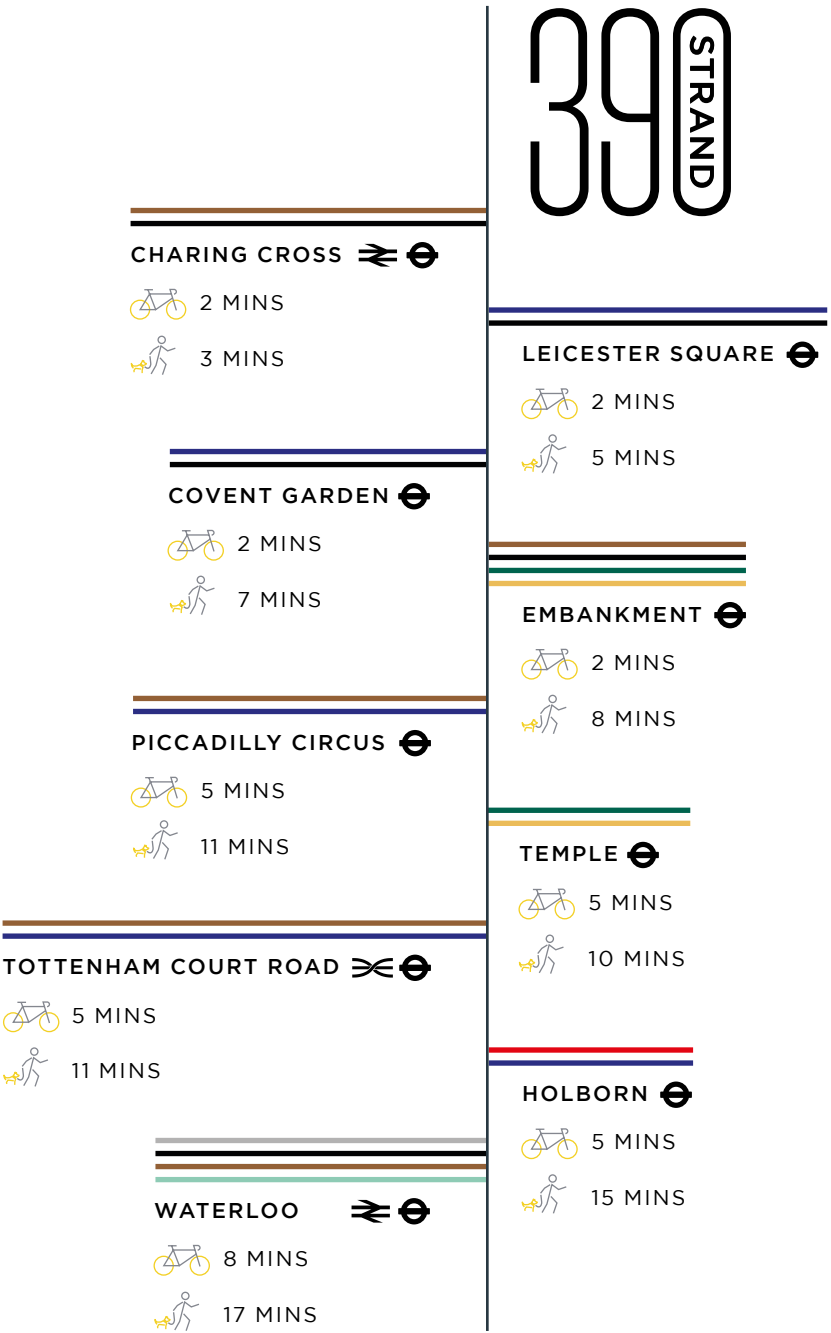 390
STRAND
CHARING CROSS
2 MINS
3 MINS
LEICESTER SQUARE
2 MINS
5 MINS
COVENT GARDEN
2 MINS
7 MINS
EMBANKMENT
2 MINS
8 MINS
PICCADILLY CIRCUS
5 MINS
11 MINS
TEMPLE
5 MINS
10 MINS
TOTTENHAM COURT ROAD
5 MINS
11 MINS
HOLBORN
5 MINS
15 MINS
WATERLOO
8 MINS
17 MINS